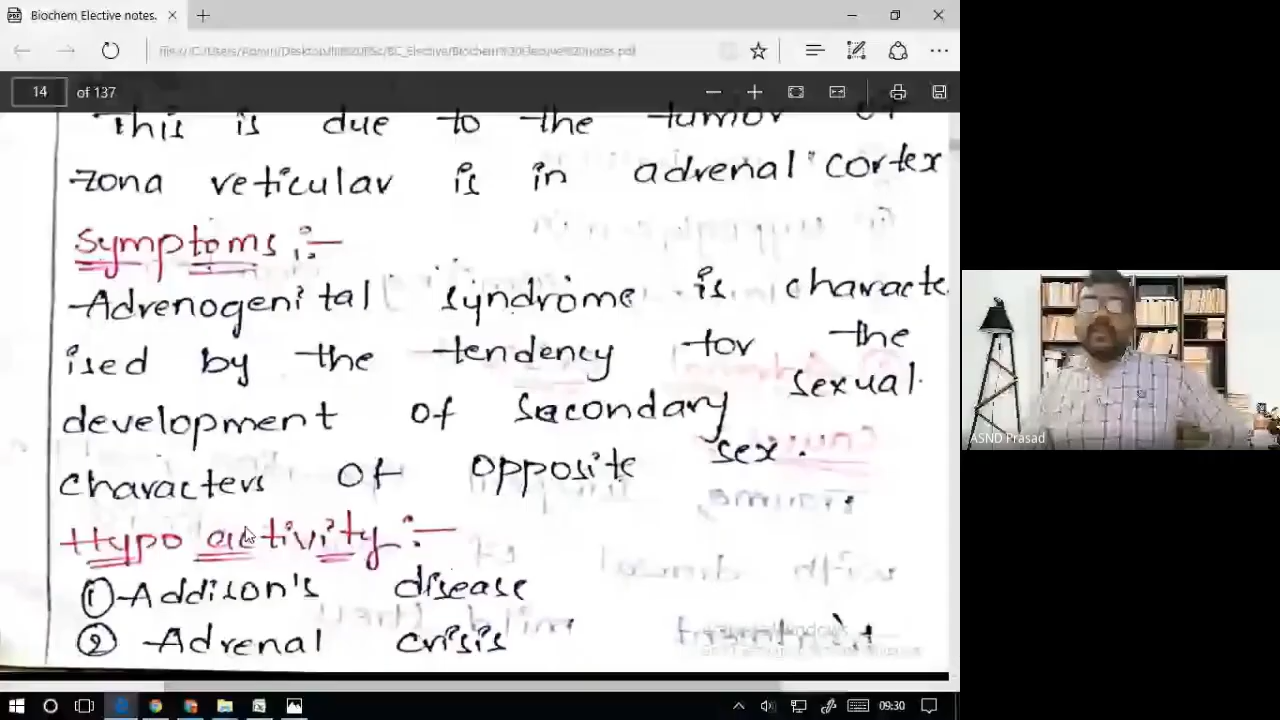 Biochem Elective notes.
14 of 137
This is due to the tumor of
zona reticular is in adrenal cortex
Symptoms :-
Adrenogenital syndrome is characte
ised by the tendency for the
development of secondary sexual
characters of opposite sex.
Hypo activity :-
① Addison's disease
② Adrenal crisis
ASND Prasad
09:30